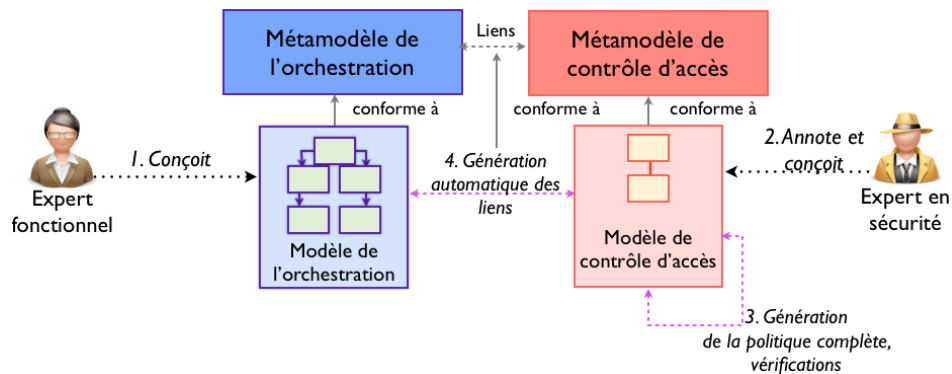 Métamodèle de
l'orchestration
Liens
Métamodèle de
contrôle d'accès
conforme à
conforme à
conforme à
1. Conçoit
Expert
fonctionnel
Modèle de
l'orchestration
4. Génération
automatique des
liens
Modèle de
contrôle d'accès
2. Annote et
conçoit
Expert en
sécurité
3. Génération
de la politique complète,
vérifications